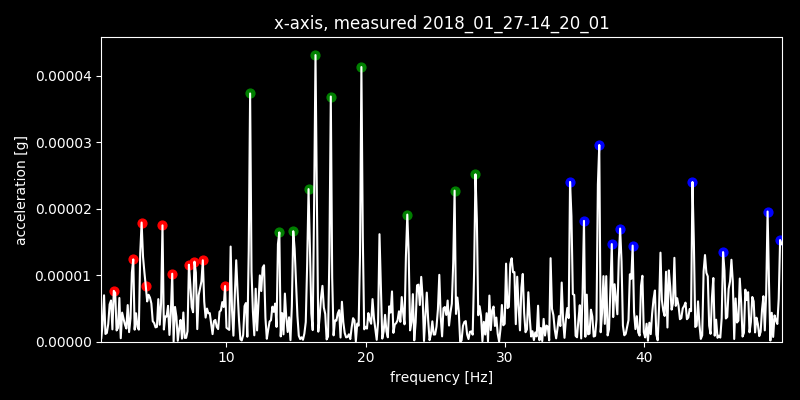 x-axis, measured 2018_01_27-14_20_01
0.00004
0.00003
0.00002
0.00001
0.00000
acceleration [g]
10 20 30 40
frequency [Hz]